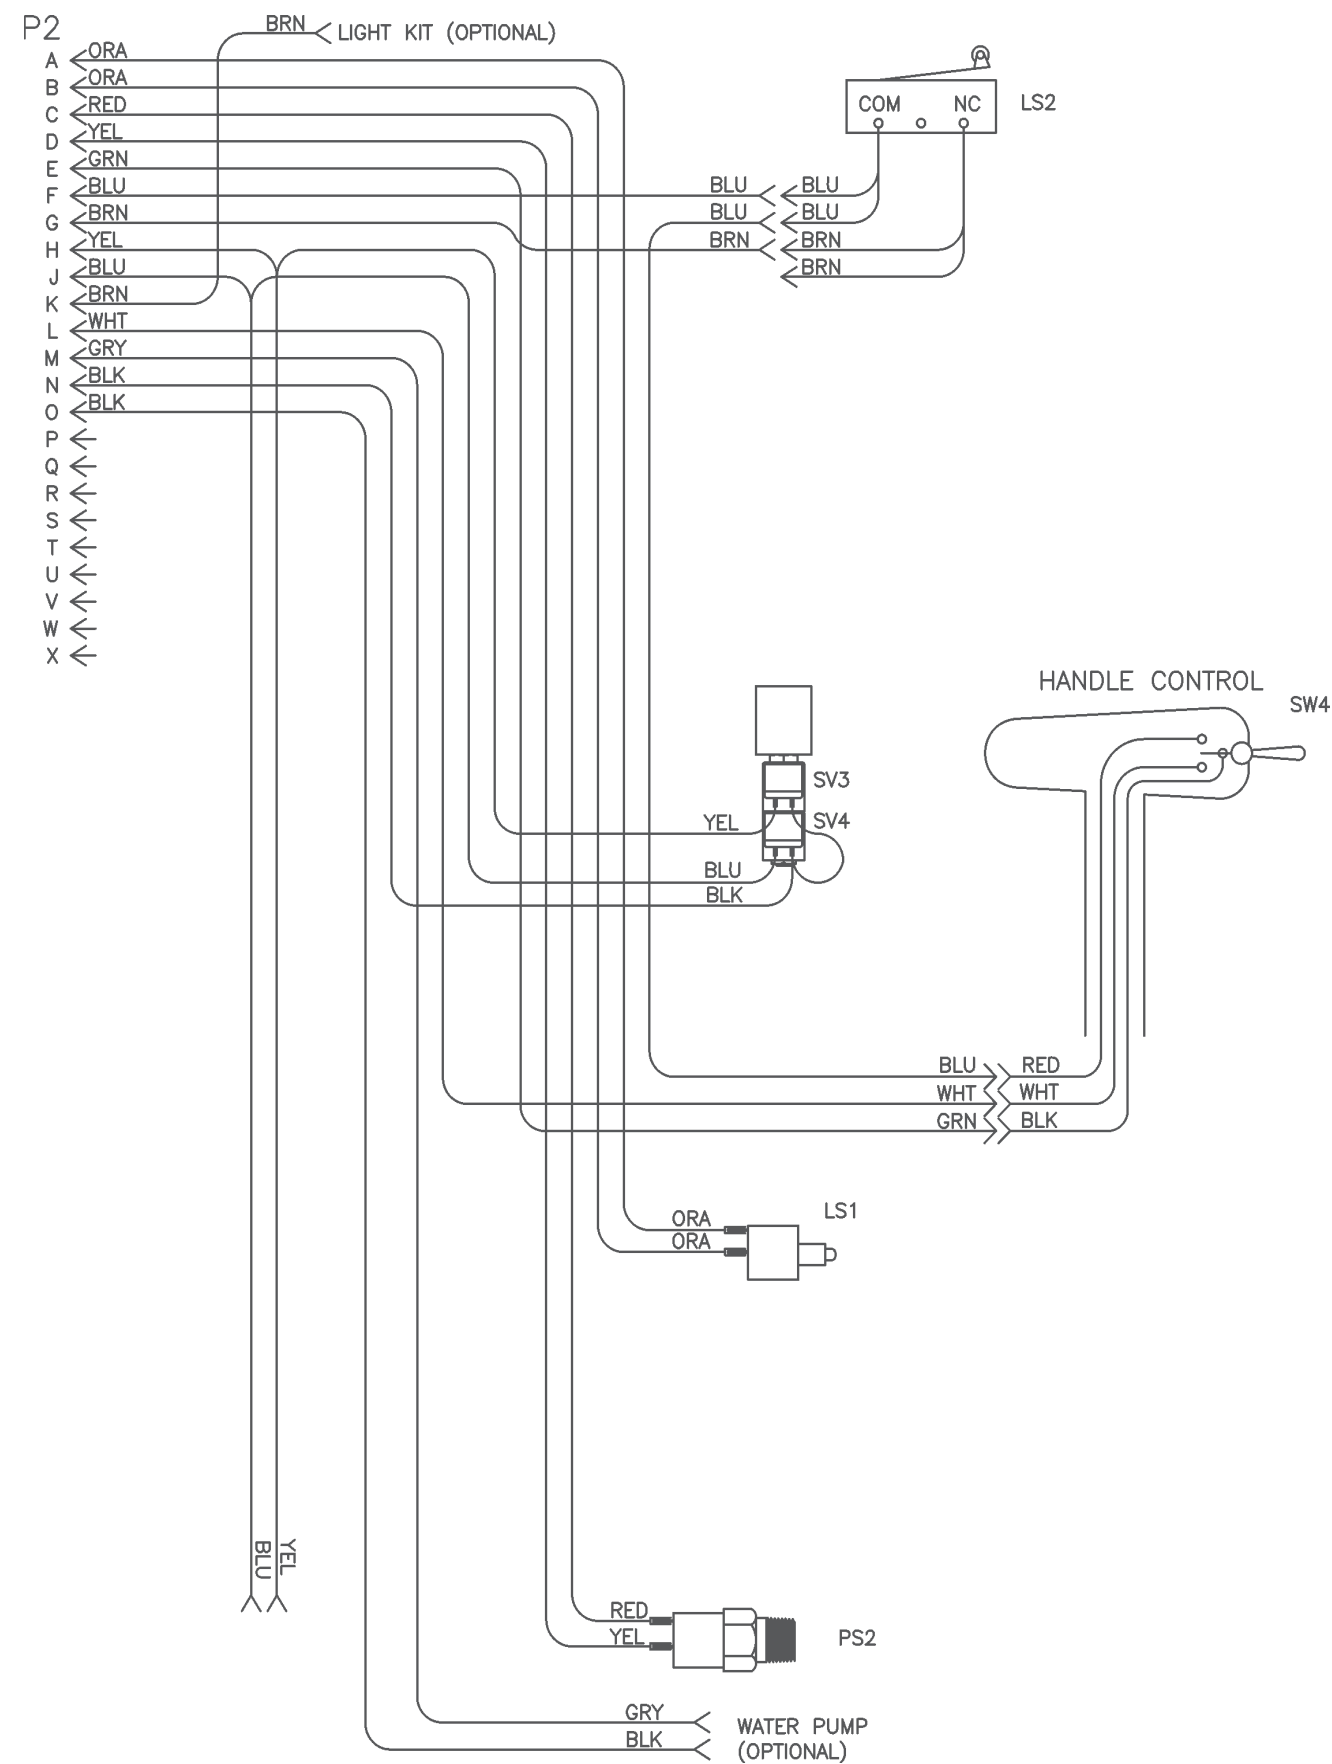 P2
BRN LIGHT KIT (OPTIONAL)
A ORA
B ORA
C RED
D YEL
E GRN
F BLU
G BRN
H YEL
J BLU
K BRN
L WHT
M GRY
N BLK
O BLK
P
Q
R
S
T
U
V
W
X
COM NC LS2
BLU BLU
BLU BLU
BRN BRN
BRN
HANDLE CONTROL
SW4
SV3
YEL SV4
BLU
BLK
BLU RED
WHT WHT
GRN BLK
LS1
ORA
ORA
BLU YEL
RED
YEL PS2
GRY WATER PUMP
BLK (OPTIONAL)